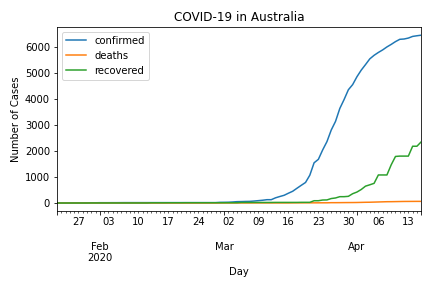 COVID-19 in Australia
confirmed
deaths
recovered
Number of Cases
6000
5000
4000
3000
2000
1000
0
27 03 10 17 24 02 09 16 23 30 06 13
Feb Mar Apr
2020
Day